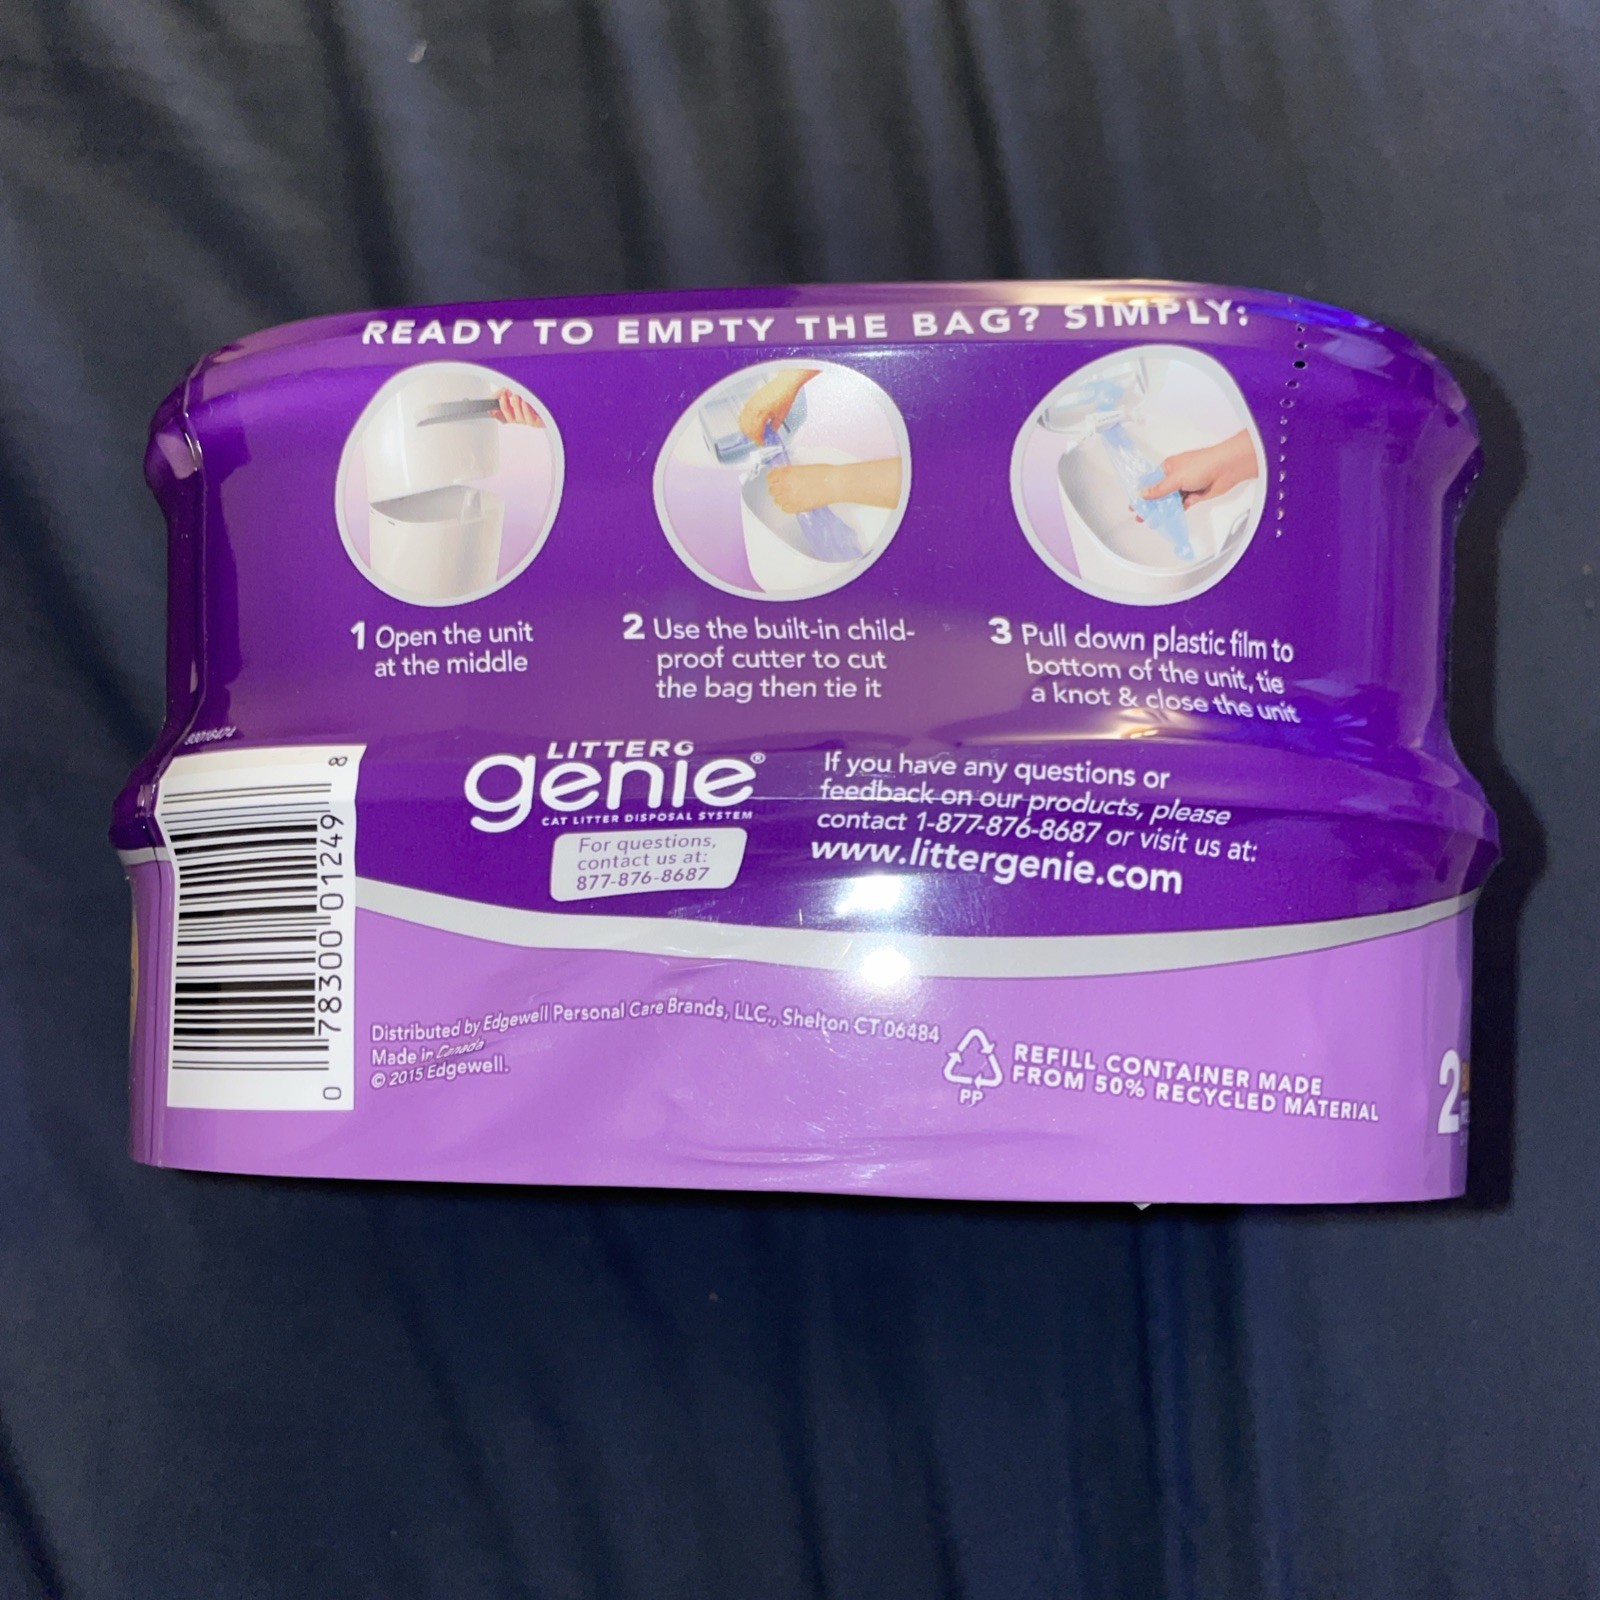 READY TO EMPTY THE BAG? SIMPLY:
1 Open the unit
at the middle
2 Use the built-in child-
proof cutter to cut
the bag then tie it
3 Pull down plastic film to
bottom of the unit, tie
a knot & close the unit
LITTER
genie®
CAT LITTER DISPOSAL SYSTEM
For questions,
contact us at:
877-876-8687
If you have any questions or
feedback on our products, please
contact 1-877-876-8687 or visit us at:
www.littergenie.com
0 78300 01249 8
Distributed by Edgewell Personal Care Brands, LLC., Shelton CT 06484
Made in Canada
© 2015 Edgewell.
PP
REFILL CONTAINER MADE
FROM 50% RECYCLED MATERIAL
2